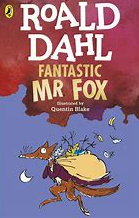 ROALD
DAHL
FANTASTIC
MR FOX
Illustrated by
Quentin Blake